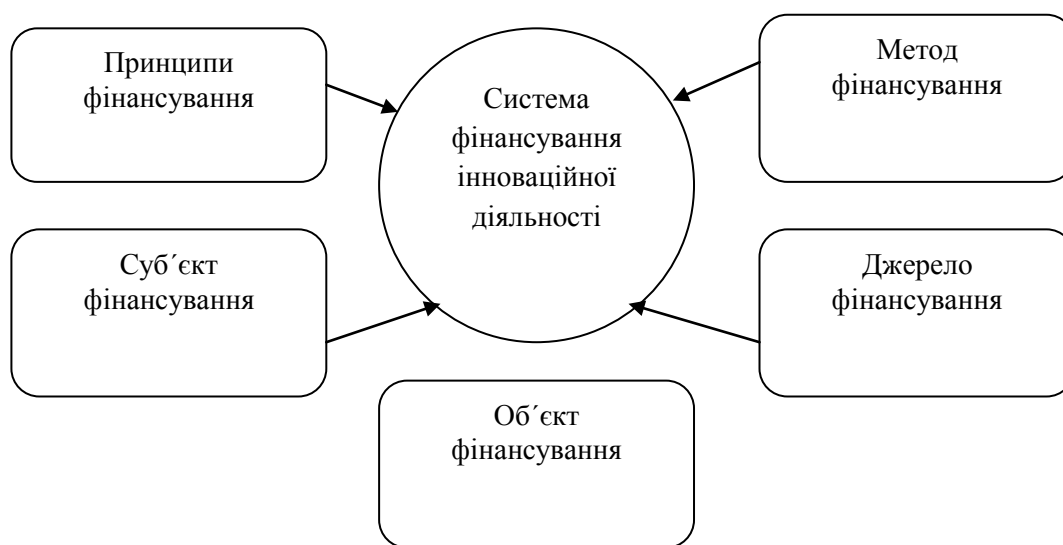 Принципи
фінансування
Система
фінансування
інноваційної
діяльності
Метод
фінансування
Суб´єкт
фінансування
Джерело
фінансування
Об´єкт
фінансування